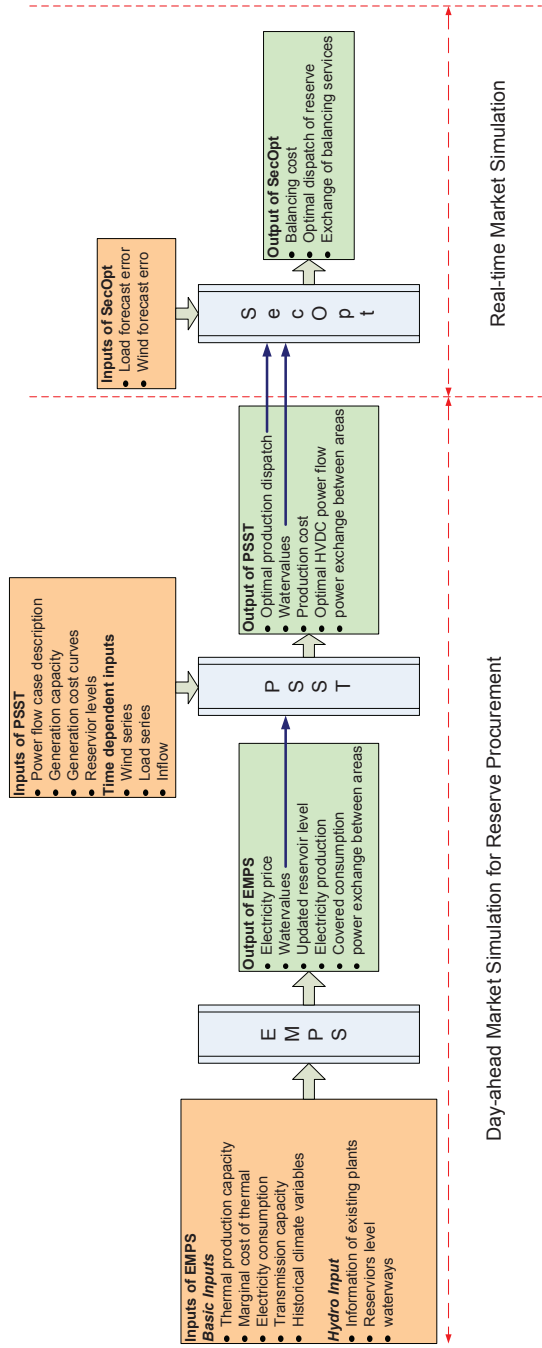 Inputs of EMPS
Basic Inputs
• Thermal production capacity
• Marginal cost of thermal
• Electricity consumption
• Transmission capacity
• Historical climate variables
Hydro Input
• Information of existing plants
• Reserviors level
• waterways
E
M
P
S
Output of EMPS
• Electricity price
• Watervalues
• Updated reservoir level
• Electricity production
• Covered consumption
• power exchange between areas
Inputs of PSST
• Power flow case description
• Generation capacity
• Generation cost curves
• Reservior levels
Time dependent inputs
• Wind series
• Load series
• Inflow
P
S
S
T
Output of PSST
• Optimal production dispatch
• Watervalues
• Production cost
• Optimal HVDC power flow
• power exchange between areas
Inputs of SecOpt
• Load forecast error
• Wind forecast erro
S
e
c
O
p
t
Output of SecOpt
• Balancing cost
• Optimal dispatch of reserve
• Exchange of balancing services
Day-ahead Market Simulation for Reserve Procurement
Real-time Market Simulation